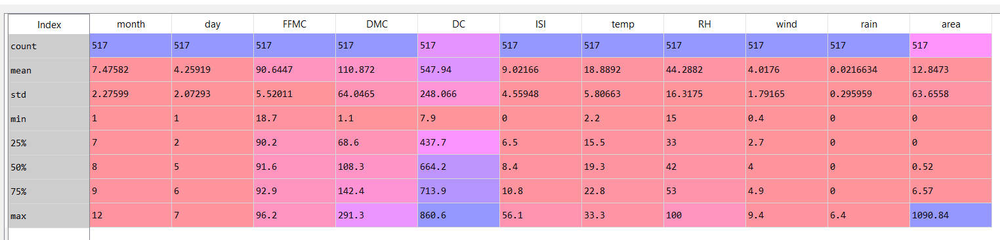 Index month day FFMC DMC DC ISI temp RH wind rain area
count 517 517 517 517 517 517 517 517 517 517 517
mean 7.47582 4.25919 90.6447 110.872 547.94 9.02166 18.8892 44.2882 4.0176 0.0216634 12.8473
std 2.27599 2.07293 5.52011 64.0465 248.066 4.55948 5.80663 16.3175 1.79165 0.295959 63.6558
min 1 1 18.7 1.1 7.9 0 2.2 15 0.4 0 0
25% 7 2 90.2 68.6 437.7 6.5 15.5 33 2.7 0 0
50% 8 5 91.6 108.3 664.2 8.4 19.3 42 4 0 0.52
75% 9 6 92.9 142.4 713.9 10.8 22.8 53 4.9 0 6.57
max 12 7 96.2 291.3 860.6 56.1 33.3 100 9.4 6.4 1090.84